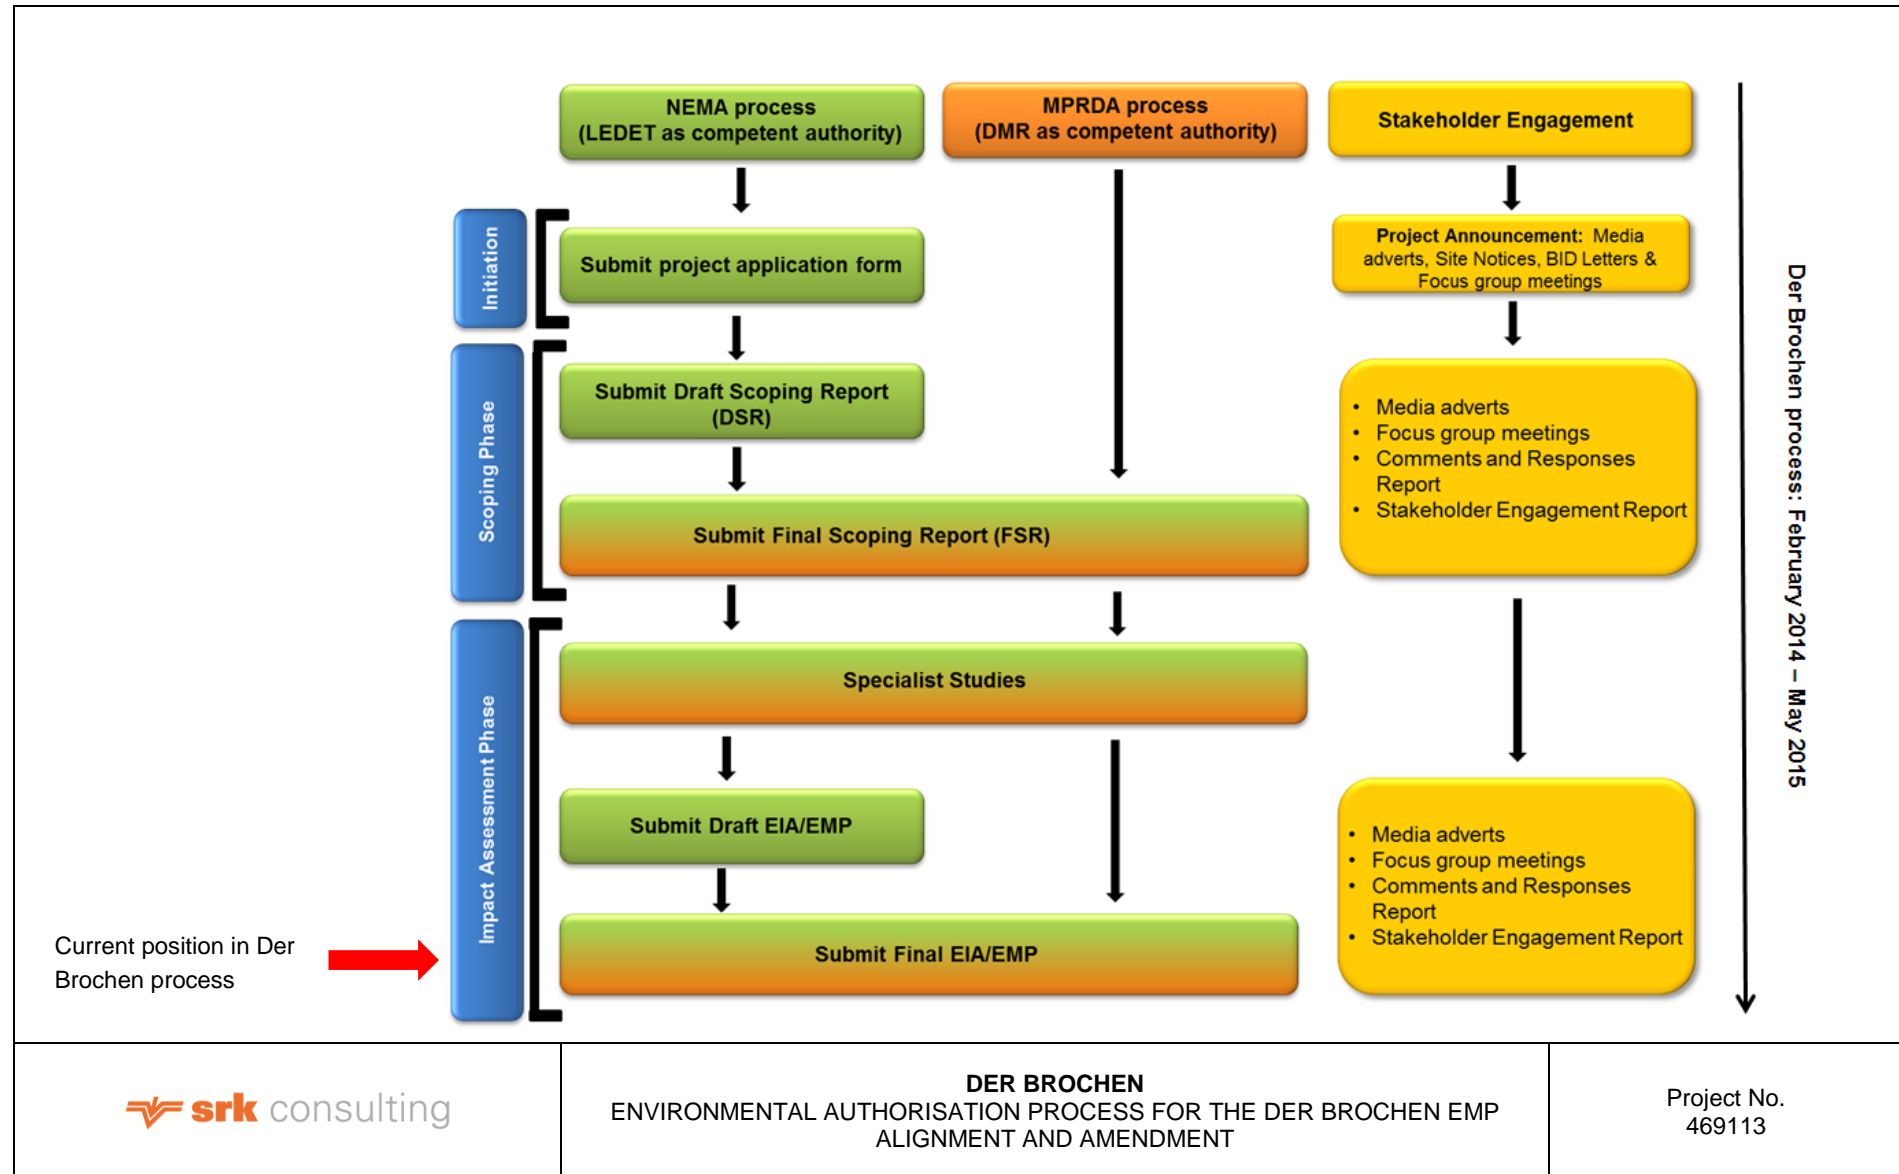 NEMA process
(LEDET as competent authority)
MPRDA process
(DMR as competent authority)
Stakeholder Engagement
Initiation
Submit project application form
Project Announcement: Media
adverts, Site Notices, BID Letters &
Focus group meetings
Scoping Phase
Submit Draft Scoping Report
(DSR)
• Media adverts
• Focus group meetings
• Comments and Responses
Report
• Stakeholder Engagement Report
Submit Final Scoping Report (FSR)
Der Brochen process: February 2014 – May 2015
Impact Assessment Phase
Specialist Studies
Submit Draft EIA/EMP
• Media adverts
• Focus group meetings
• Comments and Responses
Report
• Stakeholder Engagement Report
Current position in Der
Brochen process
Submit Final EIA/EMP
srk consulting
DER BROCHEN
ENVIRONMENTAL AUTHORISATION PROCESS FOR THE DER BROCHEN EMP
ALIGNMENT AND AMENDMENT
Project No.
469113